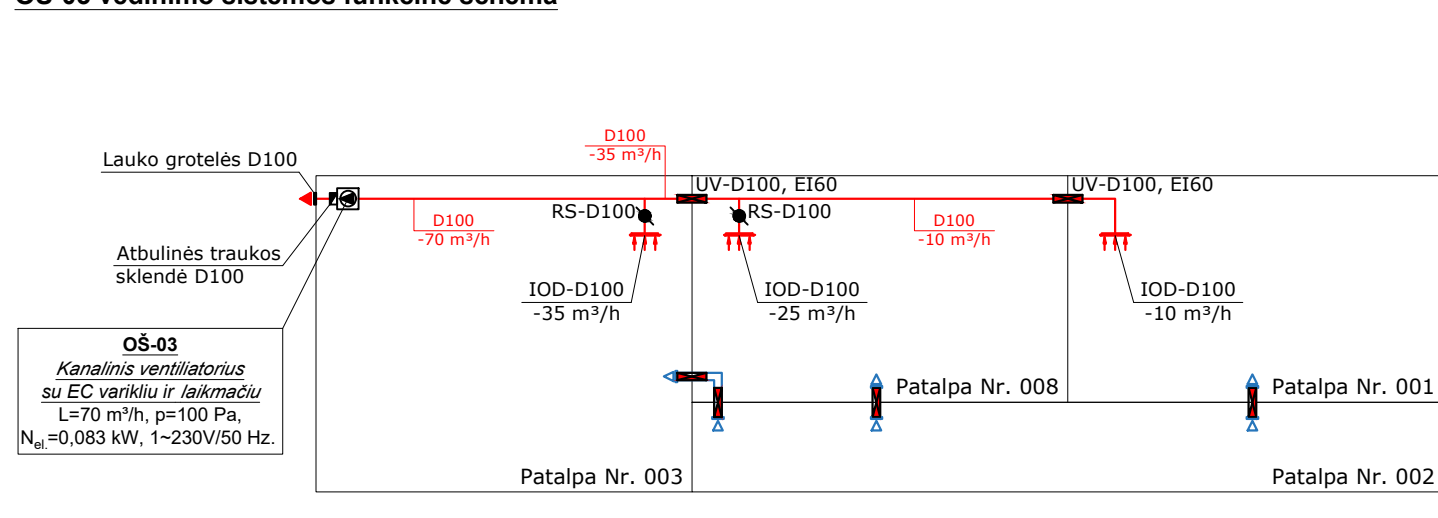 OŠ-03 vėdinimo sistemos funkcinė schema
D100
-35 m³/h
Lauko grotelės D100
UV-D100, EI60
UV-D100, EI60
RS-D100
RS-D100
D100
-70 m³/h
D100
-10 m³/h
Atbulinės traukos
sklendė D100
IOD-D100
-35 m³/h
IOD-D100
-25 m³/h
IOD-D100
-10 m³/h
OŠ-03
Kanalinis ventiliatorius
su EC varikliu ir laikmačiu
L=70 m³/h, p=100 Pa,
Nel.=0,083 kW, 1~230V/50 Hz.
Patalpa Nr. 008
Patalpa Nr. 001
Patalpa Nr. 003
Patalpa Nr. 002